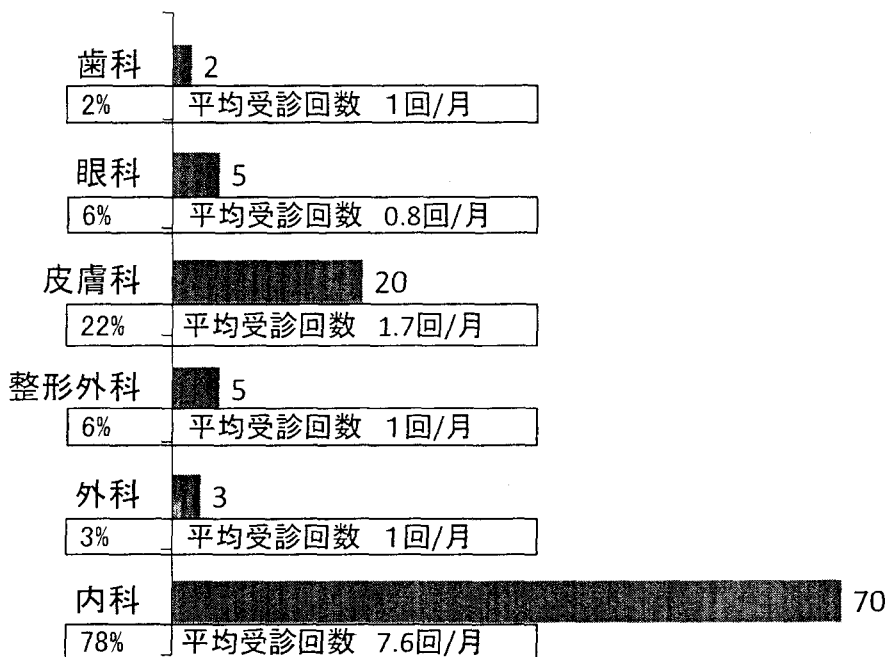 歯科 2
2% 平均受診回数 1回/月
眼科 5
6% 平均受診回数 0.8回/月
皮膚科 20
22% 平均受診回数 1.7回/月
整形外科 5
6% 平均受診回数 1回/月
外科 3
3% 平均受診回数 1回/月
内科 70
78% 平均受診回数 7.6回/月